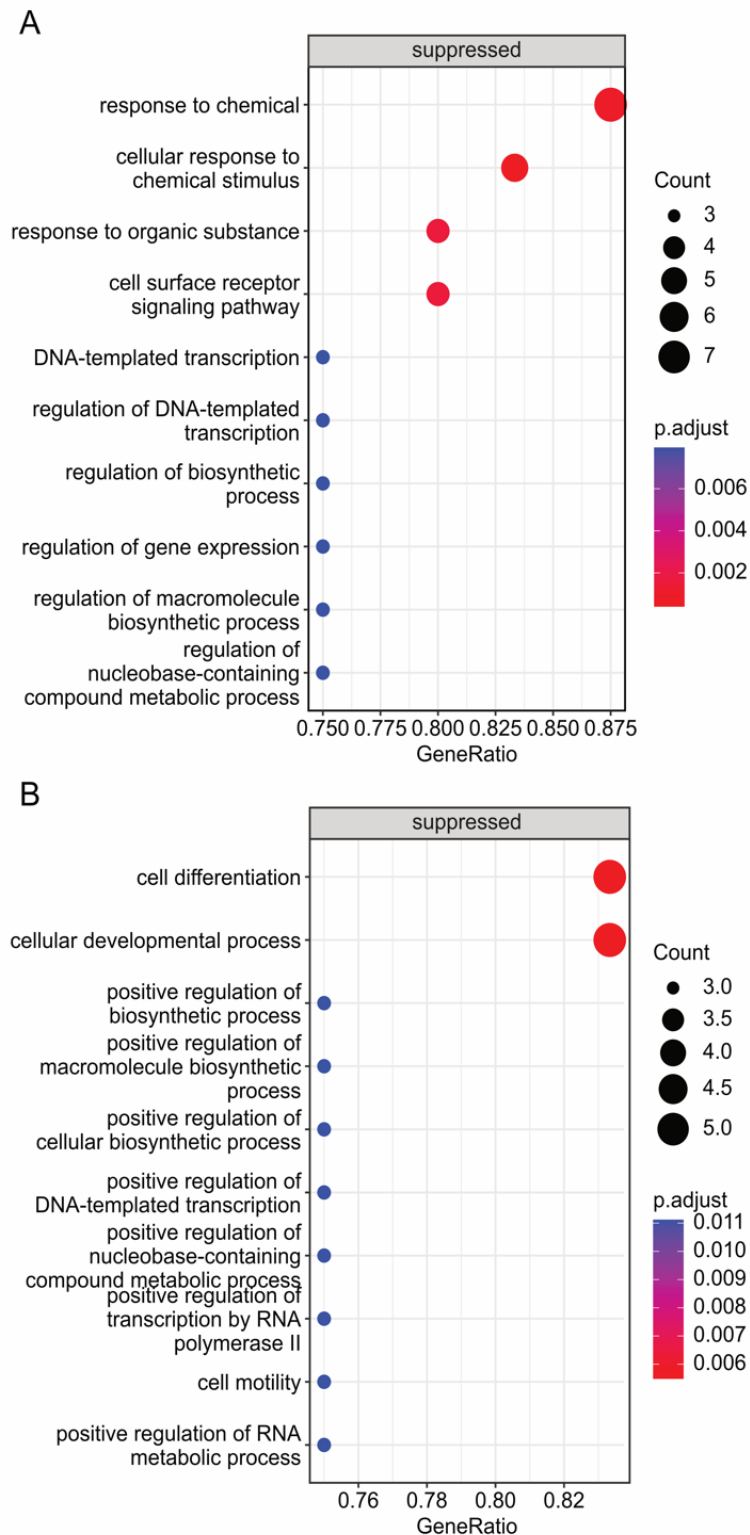 A
suppressed
response to chemical
cellular response to
chemical stimulus
response to organic substance
cell surface receptor
signaling pathway
DNA-templated transcription
regulation of DNA-templated
transcription
regulation of biosynthetic
process
regulation of gene expression
regulation of macromolecule
biosynthetic process
regulation of
nucleobase-containing
compound metabolic process
0.750 0.775 0.800 0.825 0.850 0.875
GeneRatio
Count
3
4
5
6
7
p.adjust
0.006
0.004
0.002
B
suppressed
cell differentiation
cellular developmental process
positive regulation of
biosynthetic process
positive regulation of
macromolecule biosynthetic
process
positive regulation of
cellular biosynthetic process
positive regulation of
DNA-templated transcription
positive regulation of
nucleobase-containing
compound metabolic process
positive regulation of
transcription by RNA
polymerase II
cell motility
positive regulation of RNA
metabolic process
0.76 0.78 0.80 0.82
GeneRatio
Count
3.0
3.5
4.0
4.5
5.0
p.adjust
0.011
0.010
0.009
0.008
0.007
0.006